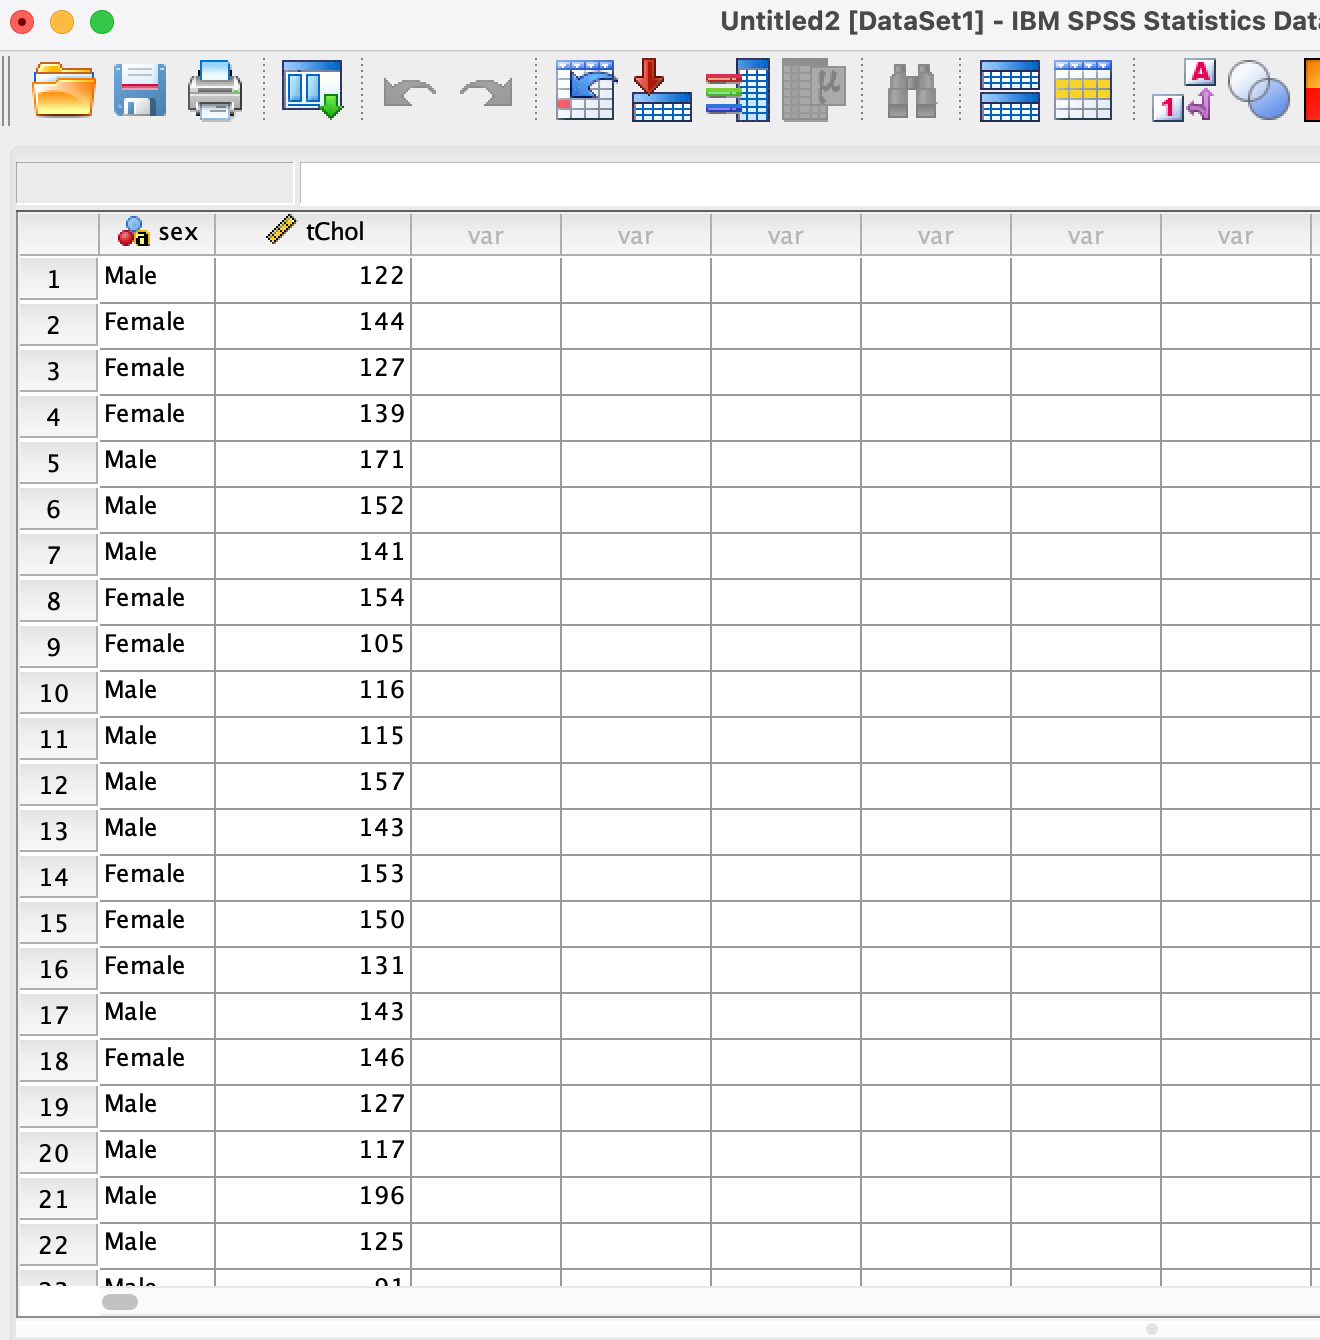 Untitled2 [DataSet1] - IBM SPSS Statistics Dat
A
1
sex tChol var var var var var var
1 Male 122
2 Female 144
3 Female 127
4 Female 139
5 Male 171
6 Male 152
7 Male 141
8 Female 154
9 Female 105
10 Male 116
11 Male 115
12 Male 157
13 Male 143
14 Female 153
15 Female 150
16 Female 131
17 Male 143
18 Female 146
19 Male 127
20 Male 117
21 Male 196
22 Male 125
23 Male 91